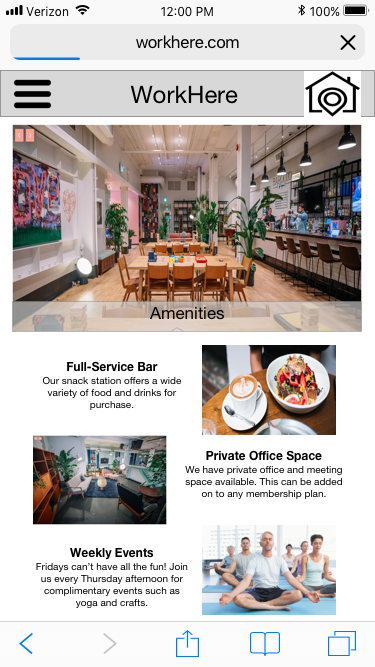 Verizon 12:00 PM 100%
workhere.com
WorkHere
Amenities
Full-Service Bar
Our snack station offers a wide
variety of food and drinks for
purchase.
Private Office Space
We have private office and meeting
space available. This can be added
on to any membership plan.
Weekly Events
Fridays can't have all the fun! Join
us every Thursday afternoon for
complimentary events such as
yoga and crafts.